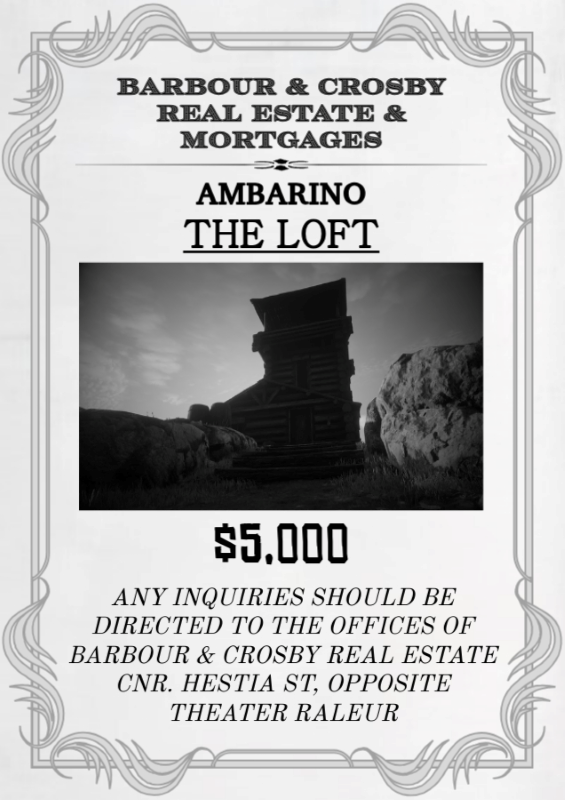 BARBOUR & CROSBY
REAL ESTATE &
MORTGAGES
AMBARINO
THE LOFT
$5,000
ANY INQUIRIES SHOULD BE
DIRECTED TO THE OFFICES OF
BARBOUR & CROSBY REAL ESTATE
CNR. HESTIA ST, OPPOSITE
THEATER RALEUR